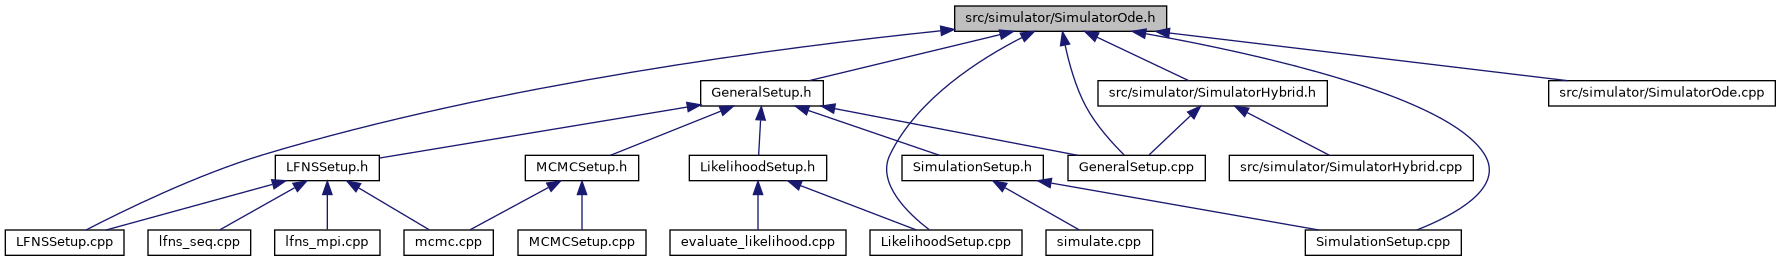 src/simulator/SimulatorOde.h
GeneralSetup.h
src/simulator/SimulatorHybrid.h
src/simulator/SimulatorOde.cpp
LFNSSetup.h
MCMCSetup.h
LikelihoodSetup.h
SimulationSetup.h
GeneralSetup.cpp
src/simulator/SimulatorHybrid.cpp
LFNSSetup.cpp
lfns_seq.cpp
lfns_mpi.cpp
mcmc.cpp
MCMCSetup.cpp
evaluate_likelihood.cpp
LikelihoodSetup.cpp
simulate.cpp
SimulationSetup.cpp